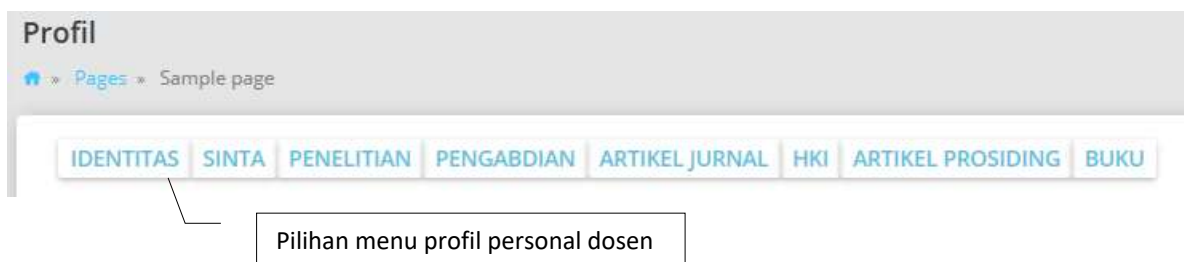 Profil
» Pages » Sample page
IDENTITAS SINTA PENELITIAN PENGABDIAN ARTIKEL JURNAL HKI ARTIKEL PROSIDING BUKU
Pilihan menu profil personal dosen